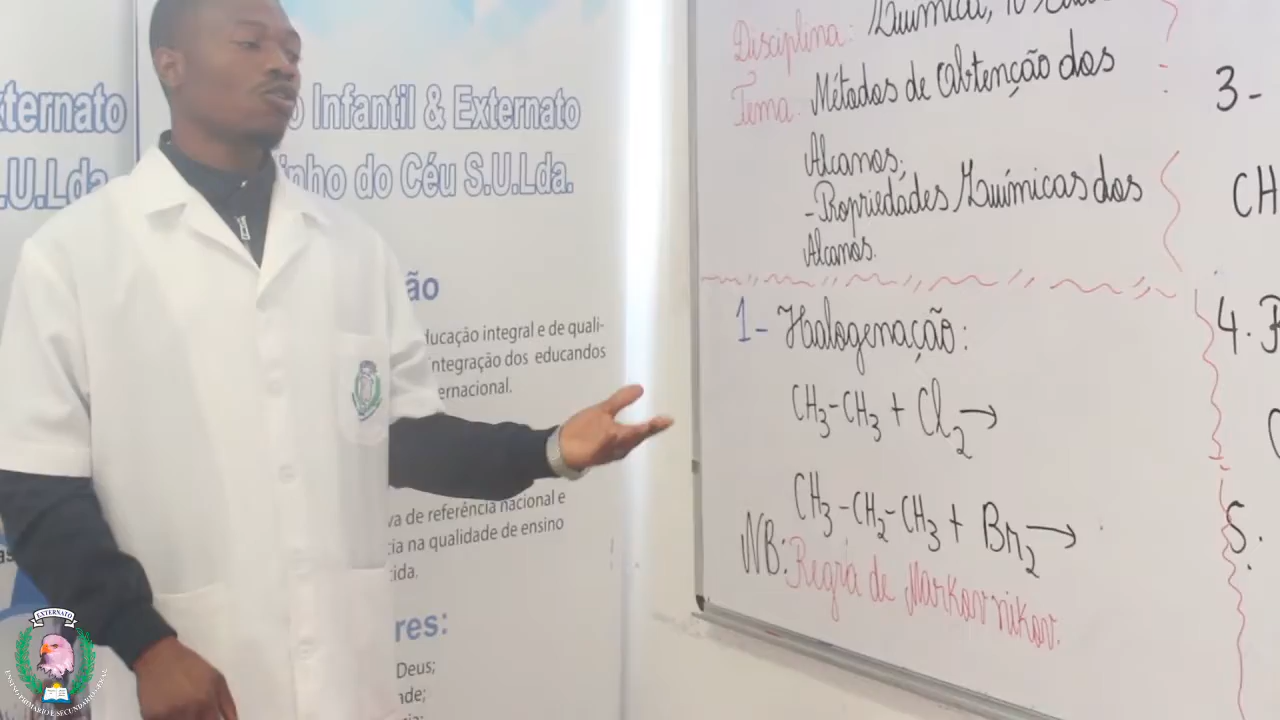 xternato
.U.Lda
o Infantil & Externato
inho do Céu S.U.Lda.
ão
ducação integral e de quali-
integração dos educandos
ernacional.
va de referência nacional e
cia na qualidade de ensino
cida.
res:
Deus;
ade;
Disciplina: Química,
Tema: Métodos de Obtenção dos
Alcanos;
-Propriedades Químicas dos
Alcanos.
1- Halogenação:
CH3-CH3 + Cl2 →
CH3-CH2-CH3 + Br2 →
NB: Regra de Markovnikov.
3-
CH
4.
5.
EXTERNATO